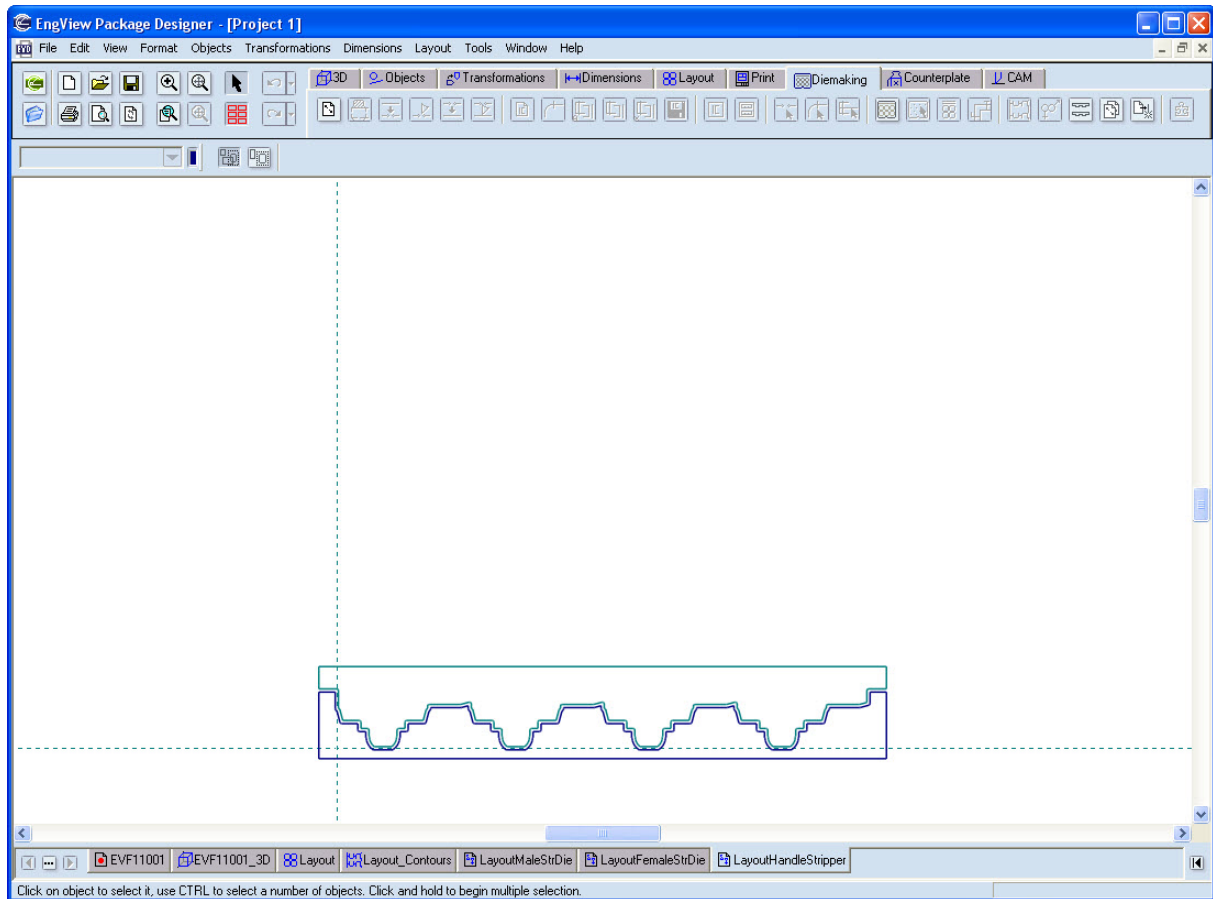 EngView Package Designer - [Project 1]
File Edit View Format Objects Transformations Dimensions Layout Tools Window Help
3D Objects Transformations Dimensions Layout Print Diemaking Counterplate CAM
EVF11001 EVF11001_3D Layout Layout_Contours LayoutMaleStrDie LayoutFemaleStrDie LayoutHandleStripper
Click on object to select it, use CTRL to select a number of objects. Click and hold to begin multiple selection.